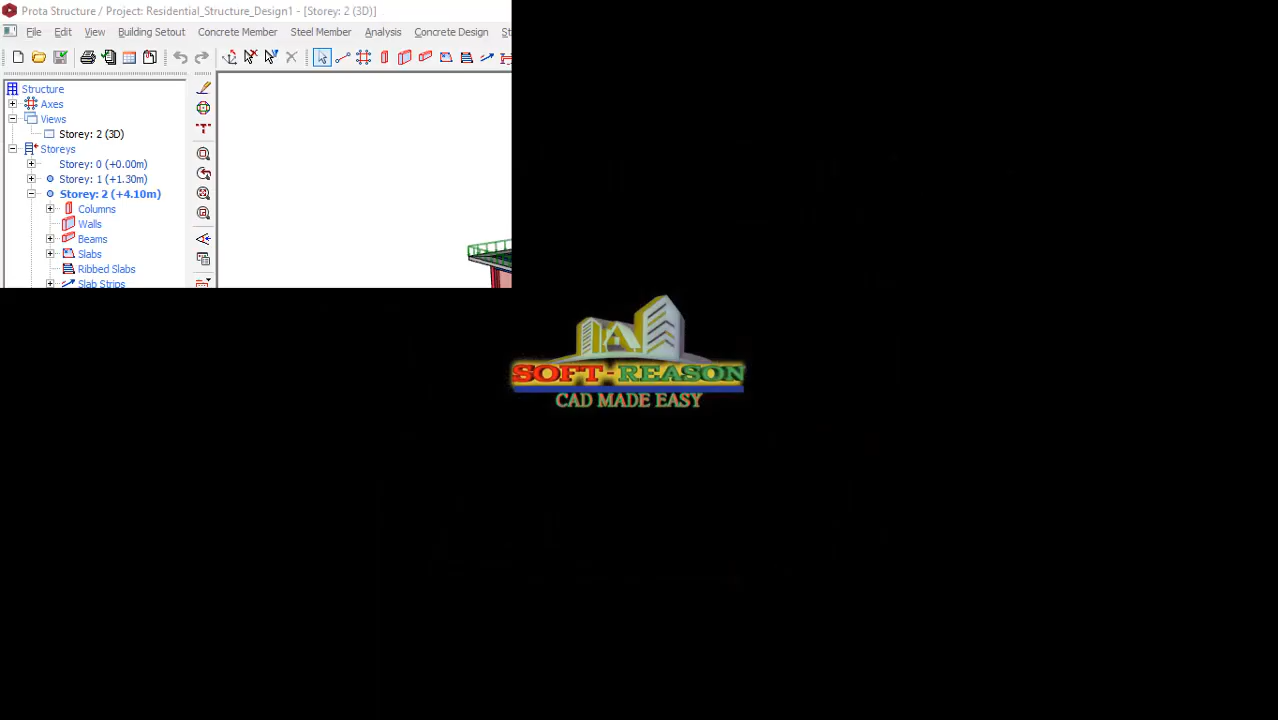 Prota Structure / Project: Residential_Structure_Design1 - [Storey: 2 (3D)]
File Edit View Building Setout Concrete Member Steel Member Analysis Concrete Design St
Structure
Axes
Views
Storey: 2 (3D)
Storeys
Storey: 0 (+0.00m)
Storey: 1 (+1.30m)
Storey: 2 (+4.10m)
Columns
Walls
Beams
Slabs
Ribbed Slabs
Slab Strips
SOFT-REASON
CAD MADE EASY